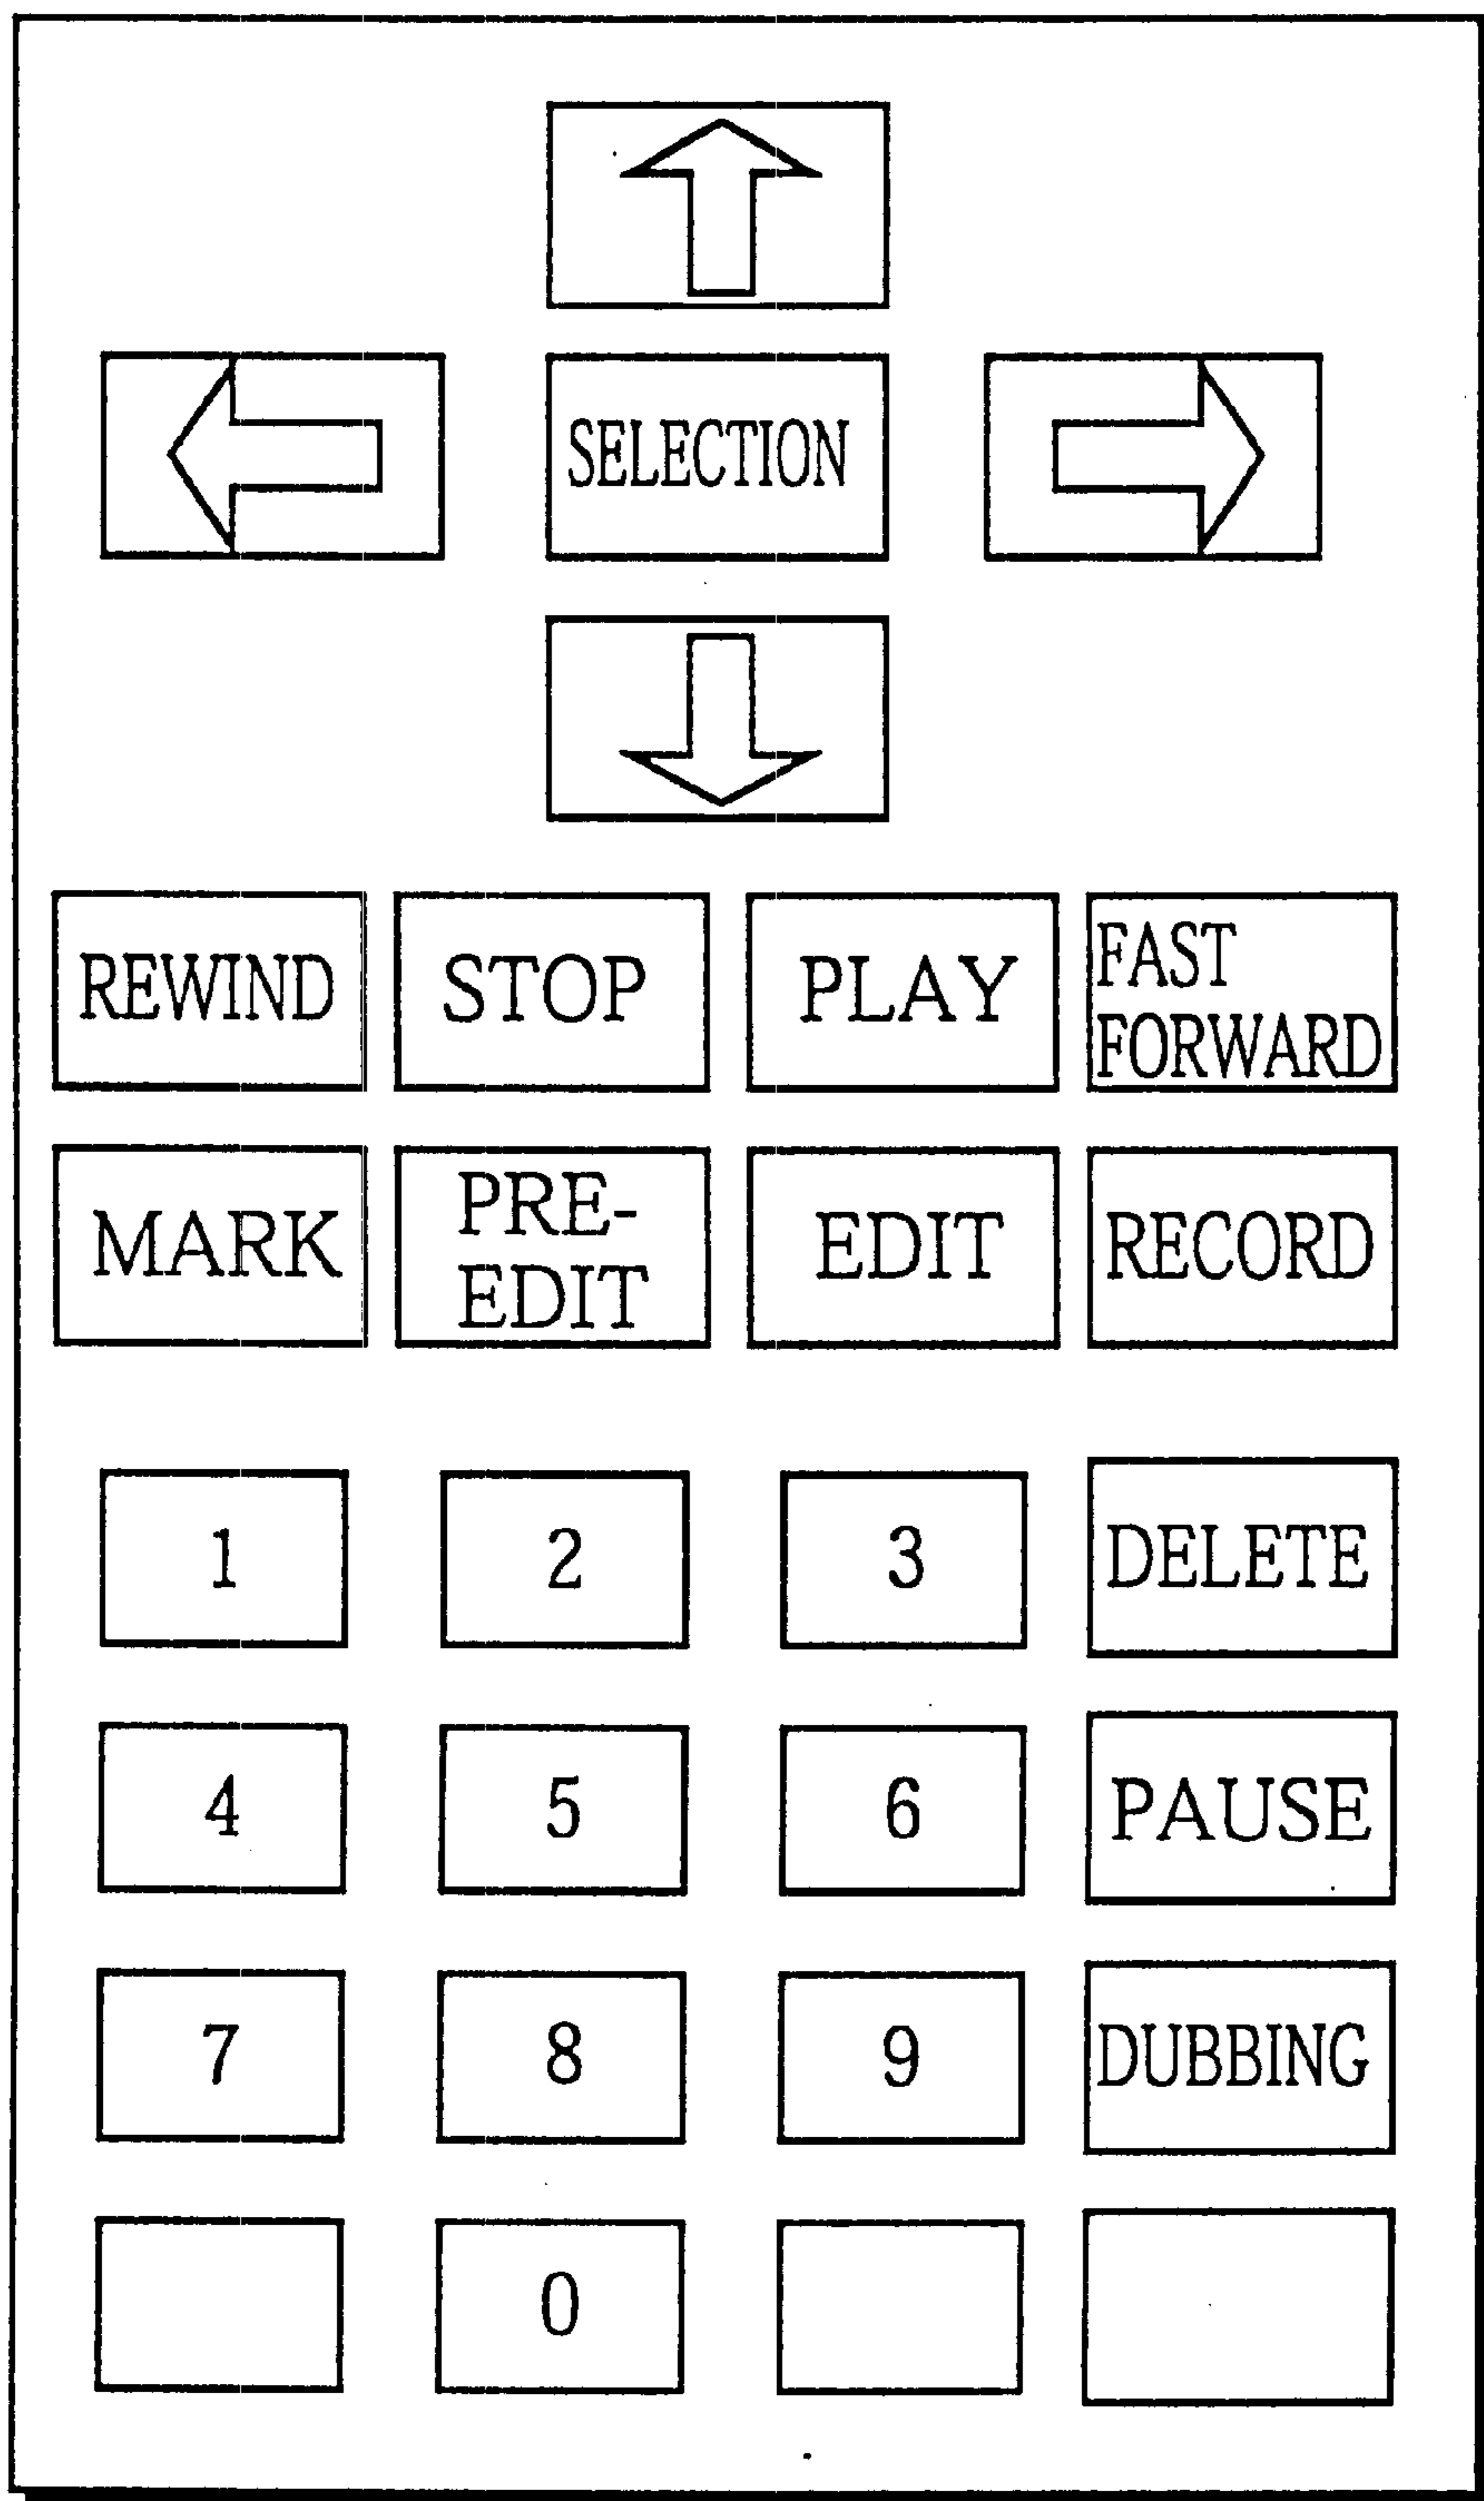 SELECTION
REWIND STOP PLAY FAST
FORWARD
MARK PRE-
EDIT EDIT RECORD
1 2 3 DELETE
4 5 6 PAUSE
7 8 9 DUBBING
0